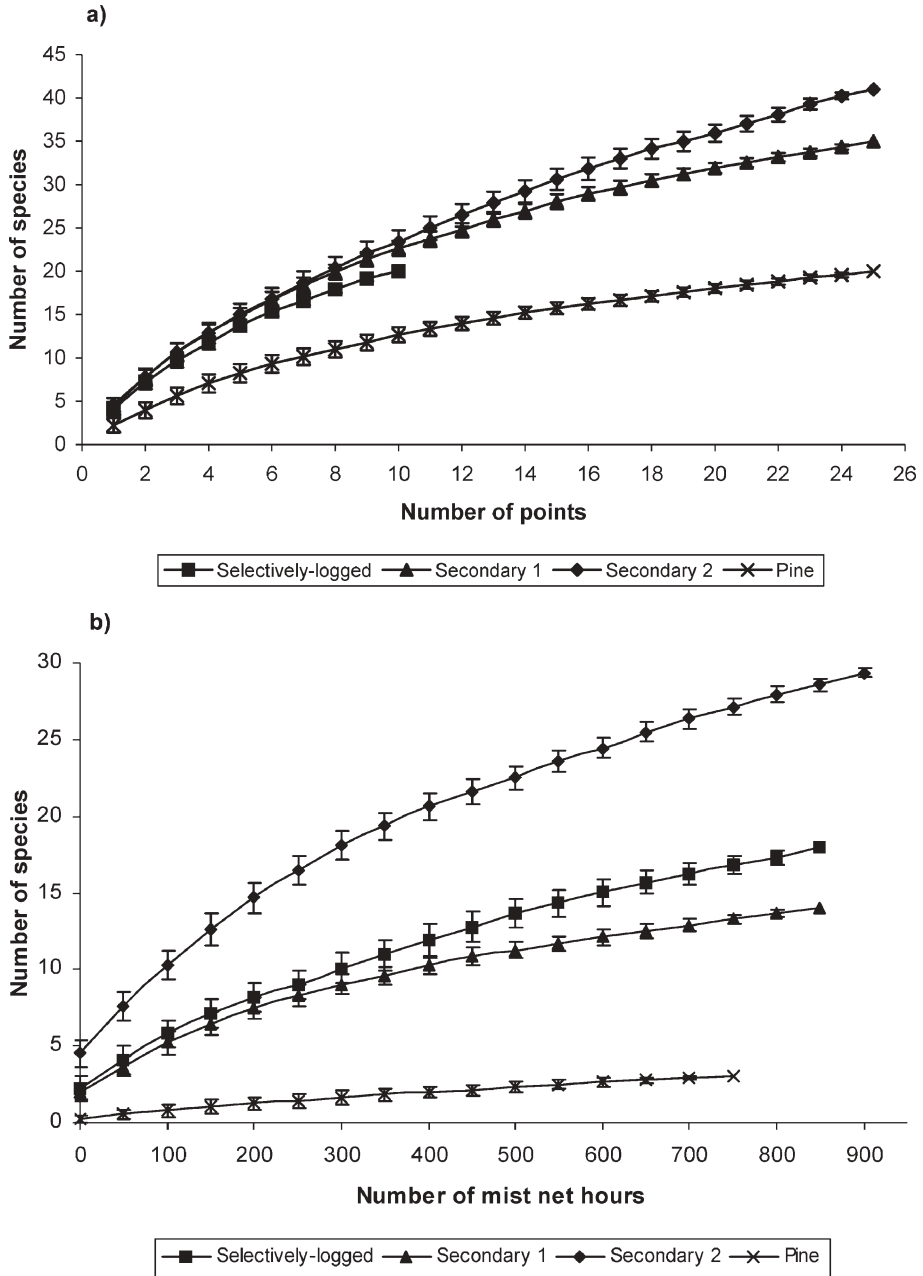 a)
45
40
35
30
25
20
15
10
5
0
Number of species
0 2 4 6 8 10 12 14 16 18 20 22 24 26
Number of points
Selectively-logged Secondary 1 Secondary 2 Pine
b)
30
25
20
15
10
5
0
Number of species
0 100 200 300 400 500 600 700 800 900
Number of mist net hours
Selectively-logged Secondary 1 Secondary 2 Pine